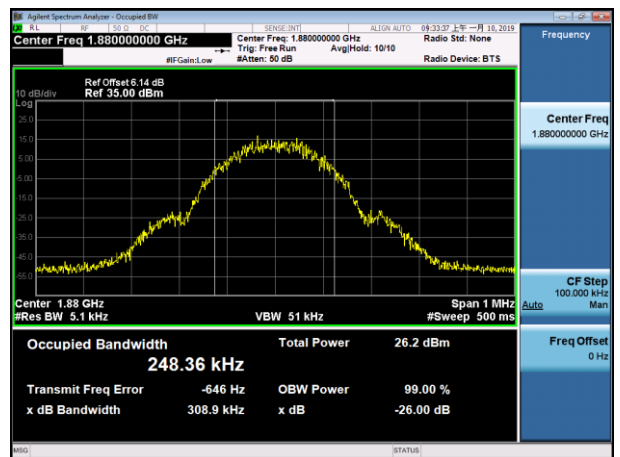 Agilent Spectrum Analyzer - Occupied BW
RL RF 50 Ω DC SENSE:INT ALIGN AUTO 09:33:37 上午 一月 10, 2019
Center Freq 1.880000000 GHz
Center Freq: 1.880000000 GHz
Radio Std: None
Trig: Free Run Avg|Hold: 10/10
#IFGain:Low #Atten: 50 dB Radio Device: BTS
Frequency
Ref Offset 6.14 dB
10 dB/div Ref 35.00 dBm
Log
25.0
15.0
5.00
-5.00
-15.0
-25.0
-35.0
-45.0
-55.0
Center 1.88 GHz Span 1 MHz
#Res BW 5.1 kHz VBW 51 kHz #Sweep 500 ms
Occupied Bandwidth Total Power 26.2 dBm
248.36 kHz
Transmit Freq Error -646 Hz OBW Power 99.00 %
x dB Bandwidth 308.9 kHz x dB -26.00 dB
Center Freq
1.880000000 GHz
CF Step
100.000 kHz
Auto Man
Freq Offset
0 Hz
MSG STATUS